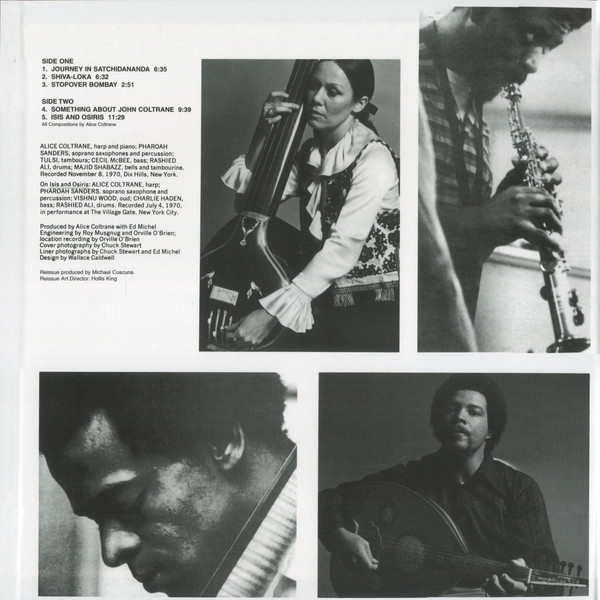 SIDE ONE
1. JOURNEY IN SATCHIDANANDA 6:35
2. SHIVA-LOKA 6:32
3. STOPOVER BOMBAY 2:51
SIDE TWO
4. SOMETHING ABOUT JOHN COLTRANE 9:39
5. ISIS AND OSIRIS 11:29
All Compositions by Alice Coltrane
ALICE COLTRANE, harp and piano; PHAROAH
SANDERS, soprano saxophones and percussion;
TULSI, tamboura; CECIL McBEE, bass; RASHIED
ALI, drums; MAJID SHABAZZ, bells and tambourine.
Recorded November 8, 1970, Dix Hills, New York.
On Isis and Osiris: ALICE COLTRANE, harp;
PHAROAH SANDERS, soprano saxophone and
percussion; VISHNU WOOD, oud; CHARLIE HADEN,
bass; RASHIED ALI, drums. Recorded July 4, 1970,
in performance at The Village Gate, New York City.
Produced by Alice Coltrane with Ed Michel
Engineering by Roy Musgnug and Orville O'Brien;
location recording by Orville O'Brien
Cover photography by Chuck Stewart
Liner photographs by Chuck Stewart and Ed Michel
Design by Wallace Caldwell
Reissue produced by Michael Cuscuna
Reissue Art Director: Hollis King